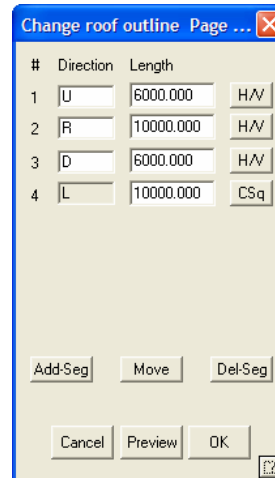 Change roof outline Page ...
# Direction Length
1 U 6000.000 H/V
2 R 10000.000 H/V
3 D 6000.000 H/V
4 L 10000.000 CSq
Add-Seg Move Del-Seg
Cancel Preview OK